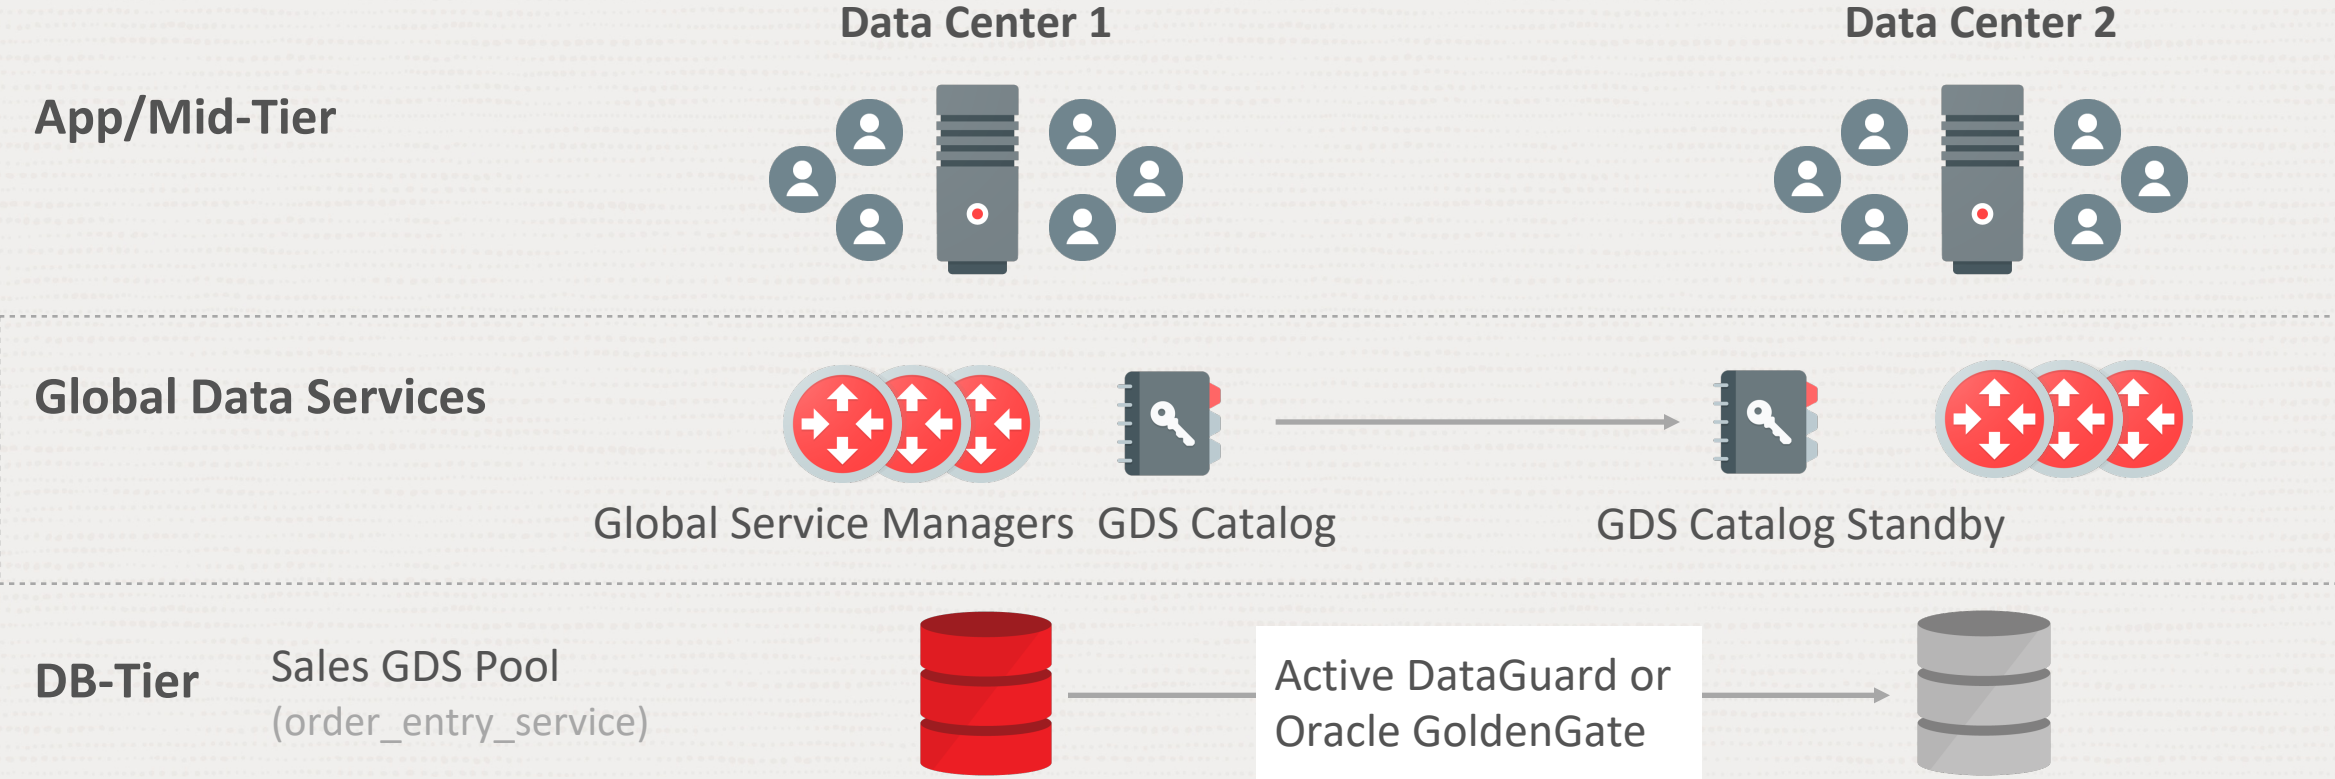 Data Center 1
Data Center 2
App/Mid-Tier
Global Data Services
Global Service Managers
GDS Catalog
GDS Catalog Standby
DB-Tier
Sales GDS Pool
(order_entry_service)
Active DataGuard or
Oracle GoldenGate